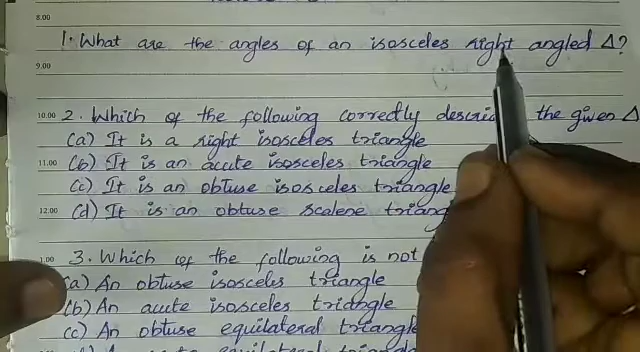 8.00
1. What are the angles of an isosceles right angled Δ?
9.00
10.00 2. Which of the following correctly the given Δ
(a) It is a right isosceles triangle
11.00 (b) It is an acute isosceles triangle
(c) It is an obtuse isosceles triangle
12.00 (d) It is an obtuse scalene
1.00 3. Which of the following is not
(a) An obtuse isosceles triangle
(b) An acute isosceles triangle
(c) An obtuse equilateral triangle